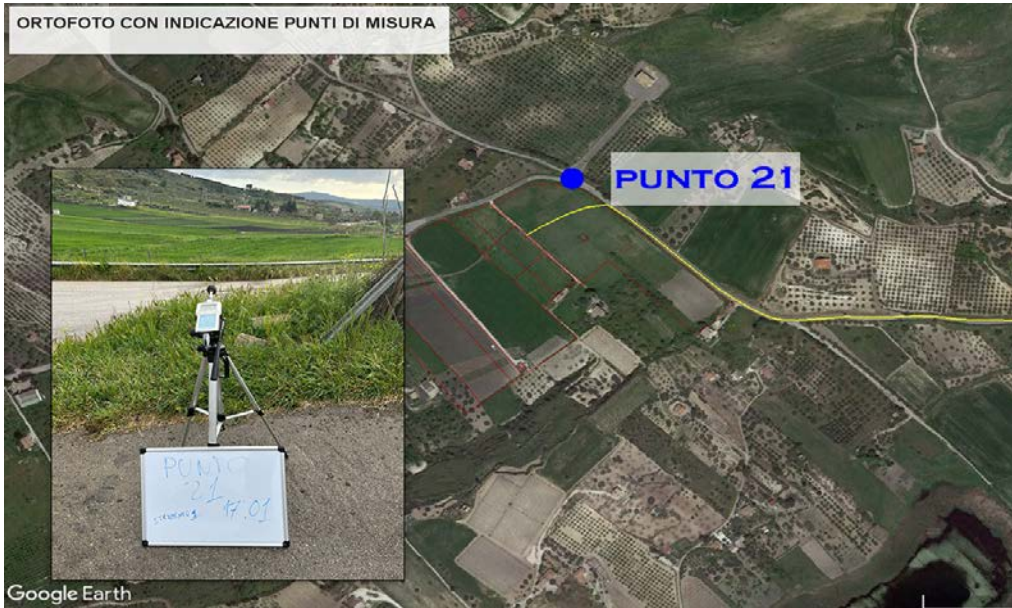 ORTOFOTO CON INDICAZIONE PUNTI DI MISURA
PUNTO 21
PUNTO
21
17:01
Google Earth